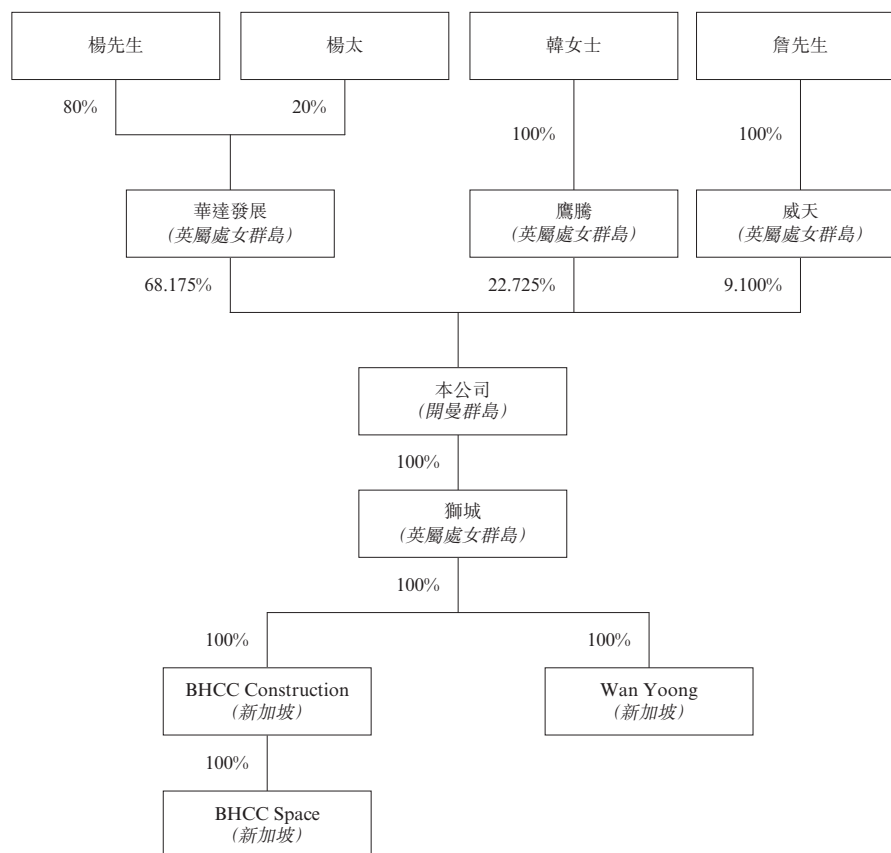 楊先生
楊太
韓女士
詹先生
80%
20%
100%
100%
華達發展
(英屬處女群島)
鷹騰
(英屬處女群島)
威天
(英屬處女群島)
68.175%
22.725%
9.100%
本公司
(開曼群島)
100%
獅城
(英屬處女群島)
100%
100%
100%
BHCC Construction
(新加坡)
Wan Yoong
(新加坡)
100%
BHCC Space
(新加坡)